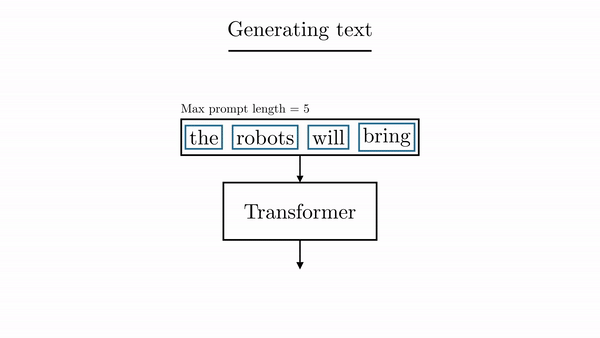 Generating text
Max prompt length = 5
the robots will bring
Transformer